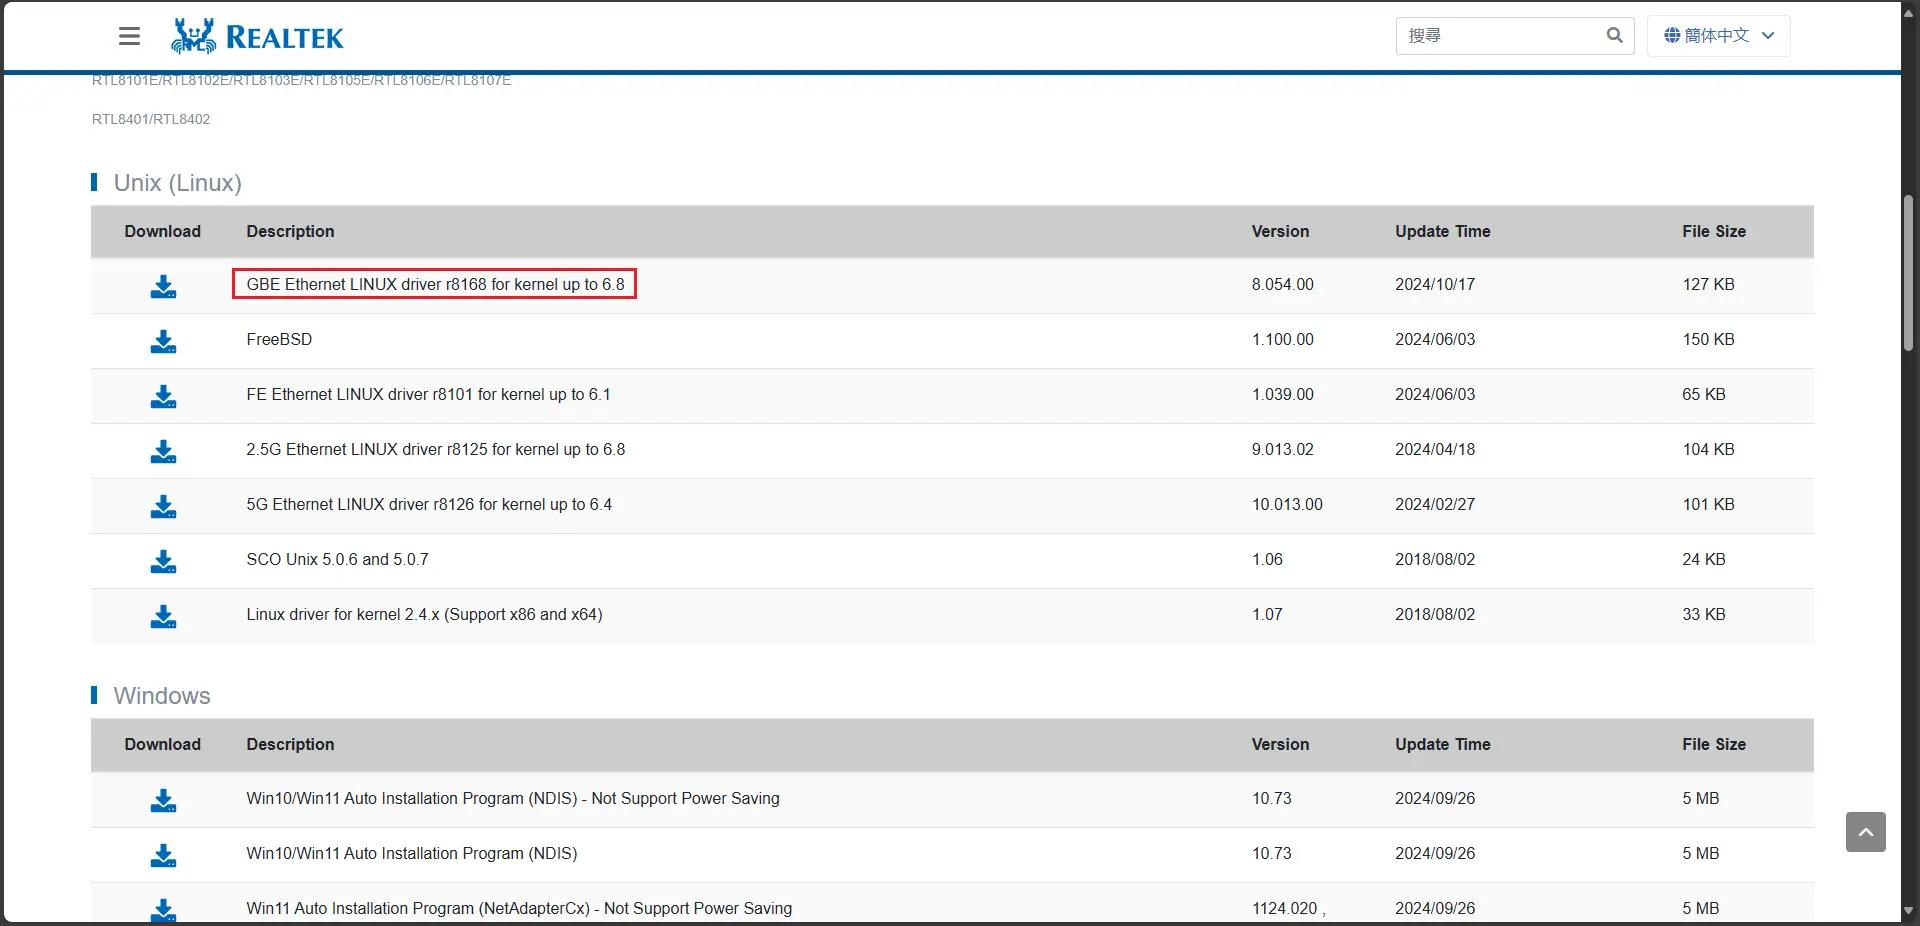 REALTEK
搜尋
簡体中文
RTL8101E/RTL8102E/RTL8103E/RTL8105E/RTL8106E/RTL8107E
RTL8401/RTL8402
Unix (Linux)
Download Description Version Update Time File Size
GBE Ethernet LINUX driver r8168 for kernel up to 6.8 8.054.00 2024/10/17 127 KB
FreeBSD 1.100.00 2024/06/03 150 KB
FE Ethernet LINUX driver r8101 for kernel up to 6.1 1.039.00 2024/06/03 65 KB
2.5G Ethernet LINUX driver r8125 for kernel up to 6.8 9.013.02 2024/04/18 104 KB
5G Ethernet LINUX driver r8126 for kernel up to 6.4 10.013.00 2024/02/27 101 KB
SCO Unix 5.0.6 and 5.0.7 1.06 2018/08/02 24 KB
Linux driver for kernel 2.4.x (Support x86 and x64) 1.07 2018/08/02 33 KB
Windows
Download Description Version Update Time File Size
Win10/Win11 Auto Installation Program (NDIS) - Not Support Power Saving 10.73 2024/09/26 5 MB
Win10/Win11 Auto Installation Program (NDIS) 10.73 2024/09/26 5 MB
Win11 Auto Installation Program (NetAdapterCx) - Not Support Power Saving 1124.020 , 2024/09/26 5 MB